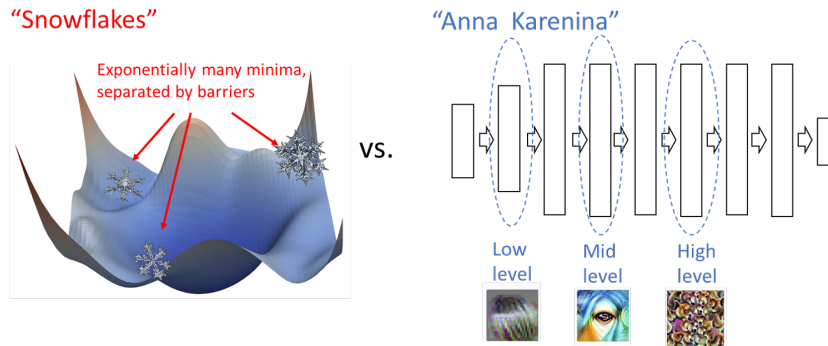 "Snowflakes"
Exponentially many minima,
separated by barriers
vs.
"Anna Karenina"
Low
level
Mid
level
High
level